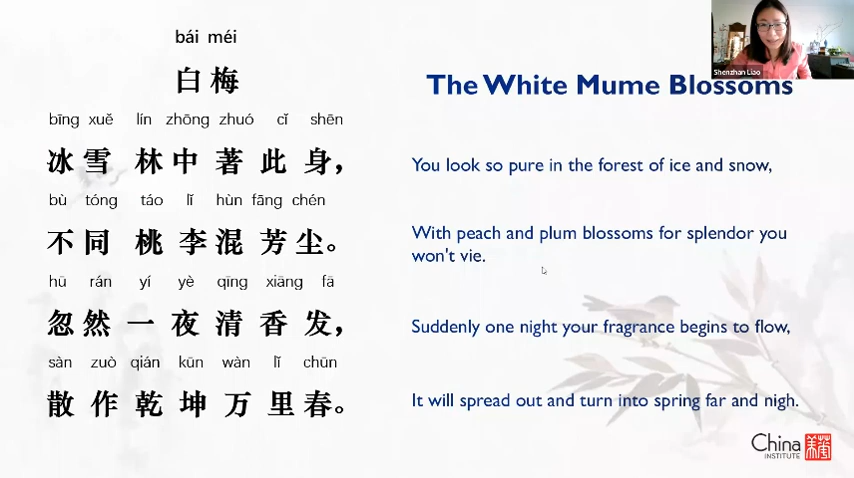 bái méi
白梅
bīng xuě lín zhōng zhuó cǐ shēn
冰雪林中著此身，
bù tóng táo lǐ hùn fāng chén
不同桃李混芳尘。
hū rán yí yè qīng xiāng fā
忽然一夜清香发，
sàn zuò qián kūn wàn lǐ chūn
散作乾坤万里春。
Shenzhan Liao
The White Mume Blossoms
You look so pure in the forest of ice and snow,
With peach and plum blossoms for splendor you
won't vie.
Suddenly one night your fragrance begins to flow,
It will spread out and turn into spring far and nigh.
China
INSTITUTE